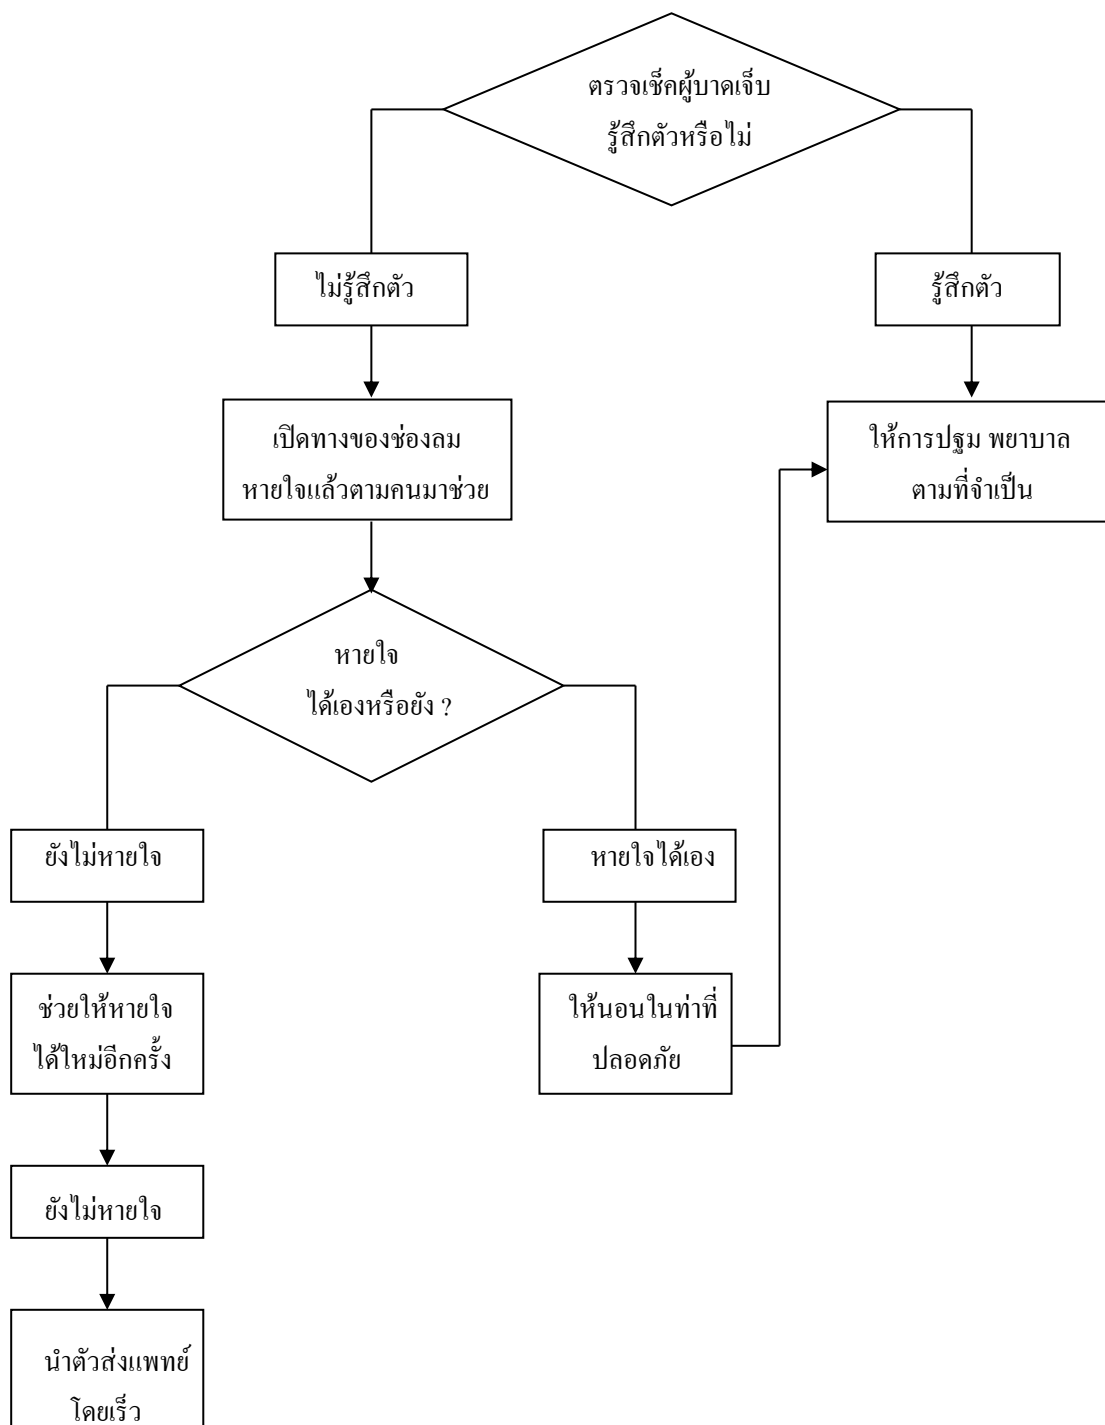 ตรวจเช็คผู้บาดเจ็บ
รู้สึกตัวหรือไม่
ไม่รู้สึกตัว
รู้สึกตัว
เปิดทางของช่องลม
หายใจแล้วตามคนมาช่วย
ให้การปฐม พยาบาล
ตามที่จำเป็น
หายใจ
ได้เองหรือยัง ?
ยังไม่หายใจ
หายใจได้เอง
ช่วยให้หายใจ
ได้ใหม่อีกครั้ง
ให้นอนในท่าที่
ปลอดภัย
ยังไม่หายใจ
นำตัวส่งแพทย์
โดยเร็ว